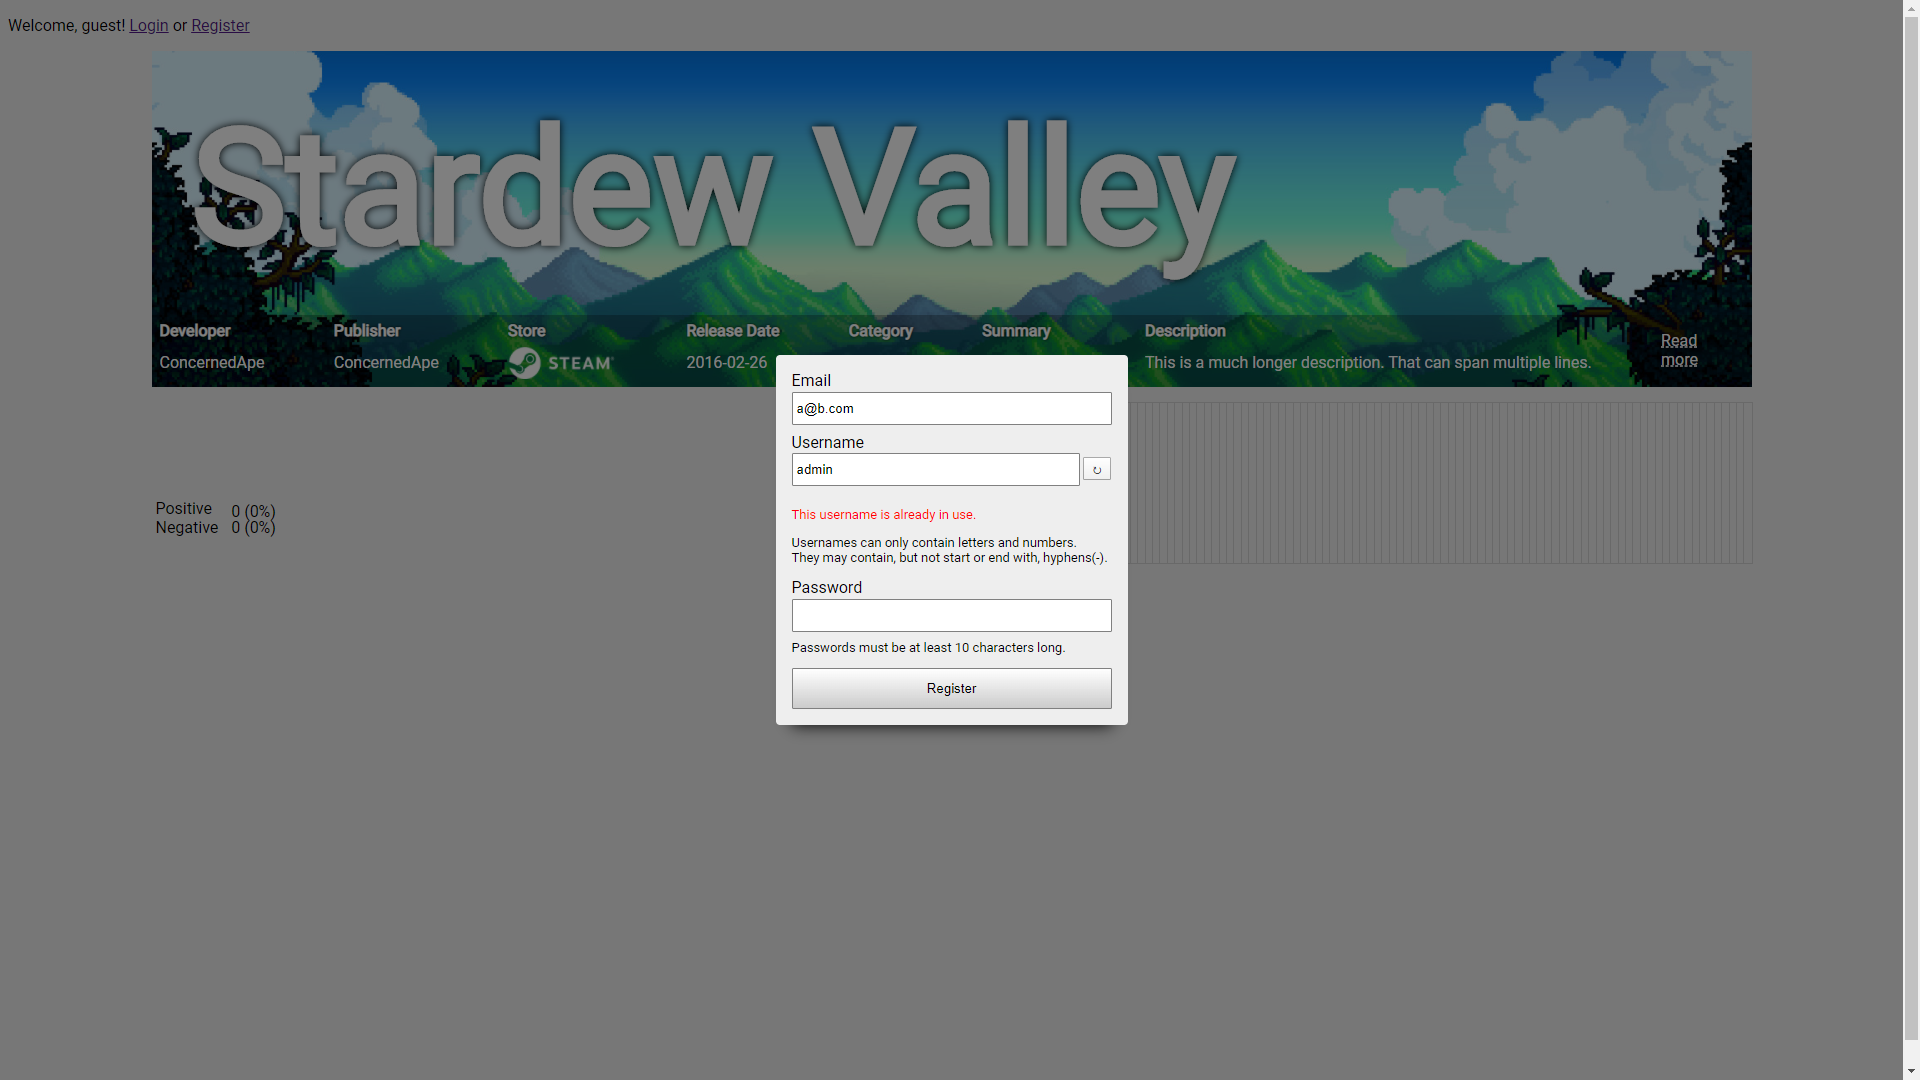 Welcome, guest! Login or Register
Stardew Valley
Developer Publisher Store Release Date Category Summary Description
ConcernedApe ConcernedApe STEAM 2016-02-26 This is a much longer description. That can span multiple lines.
Read
more
Email
a@b.com
Username
admin ↻
This username is already in use.
Usernames can only contain letters and numbers.
They may contain, but not start or end with, hyphens(-).
Password
Passwords must be at least 10 characters long.
Register
Positive 0 (0%)
Negative 0 (0%)